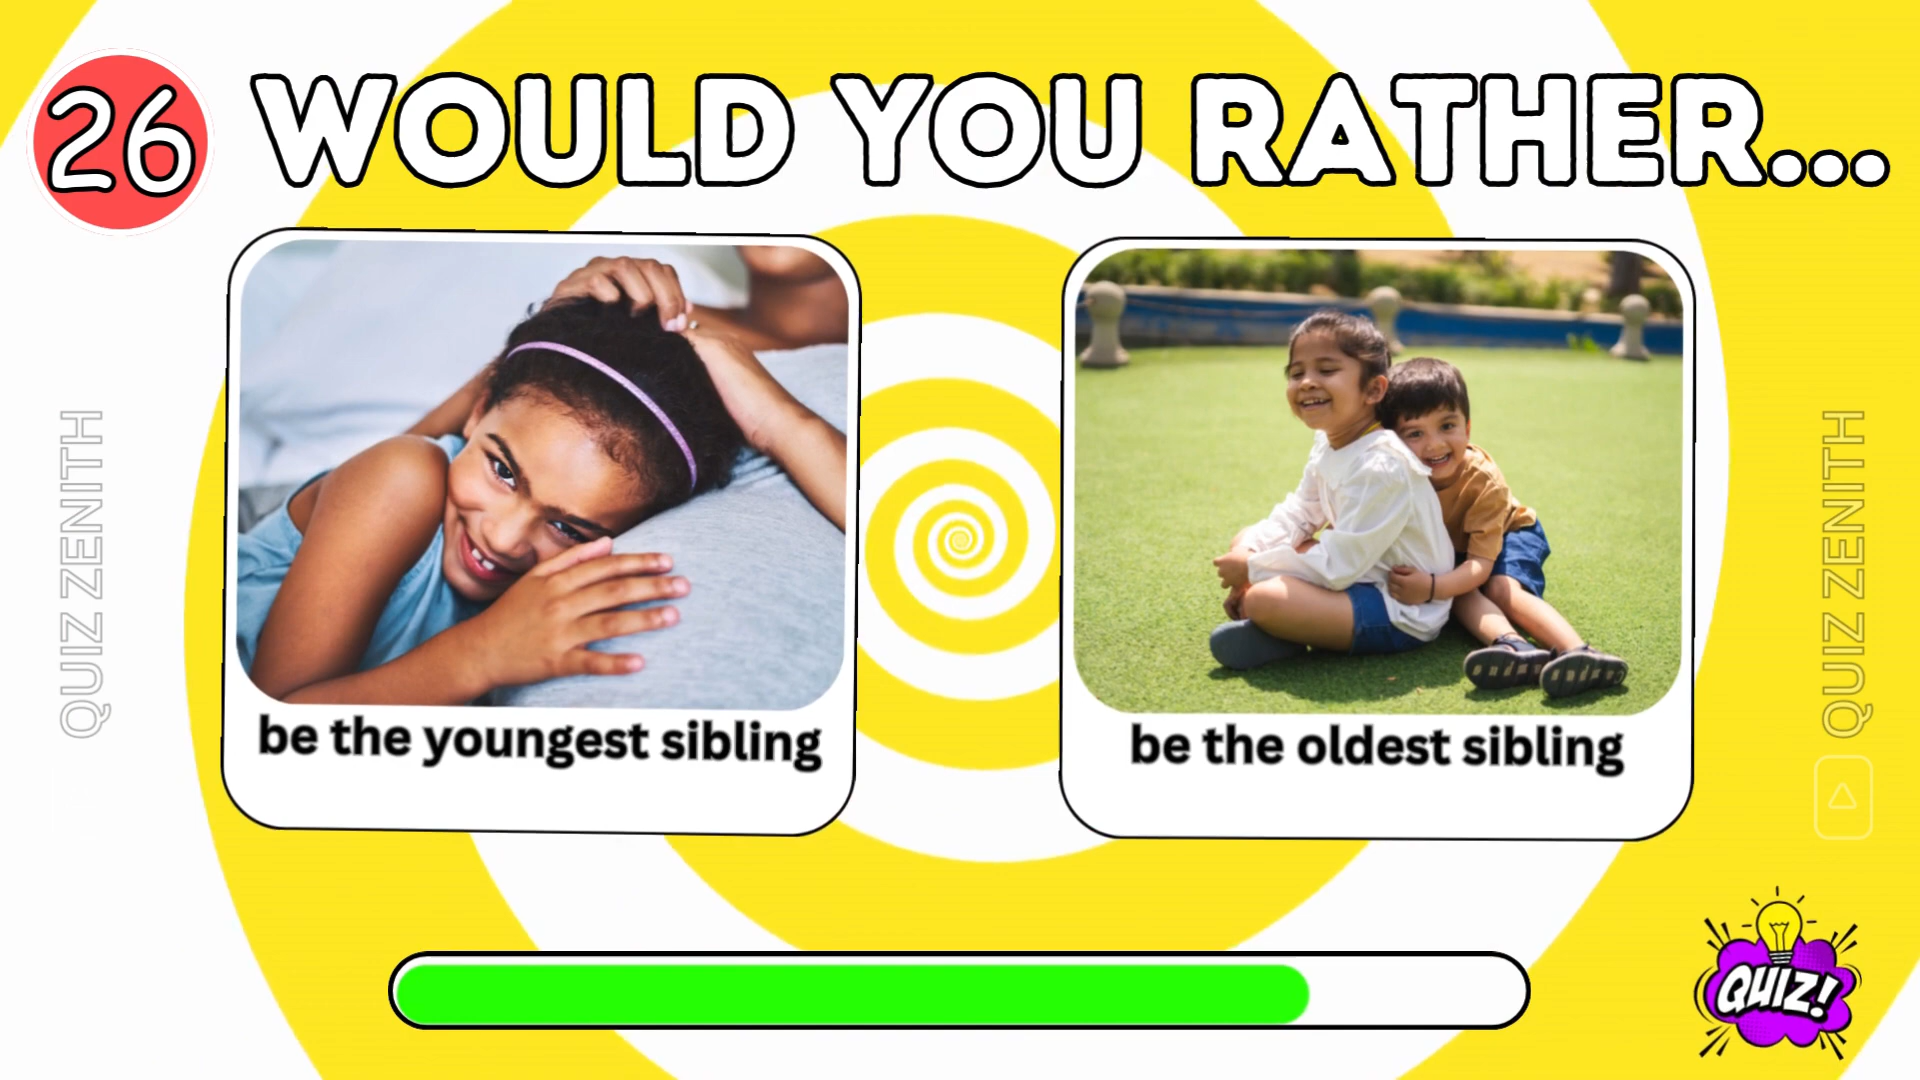 26
WOULD YOU RATHER...
be the youngest sibling
be the oldest sibling
QUIZ ZENITH
QUIZ ZENITH
QUIZ!